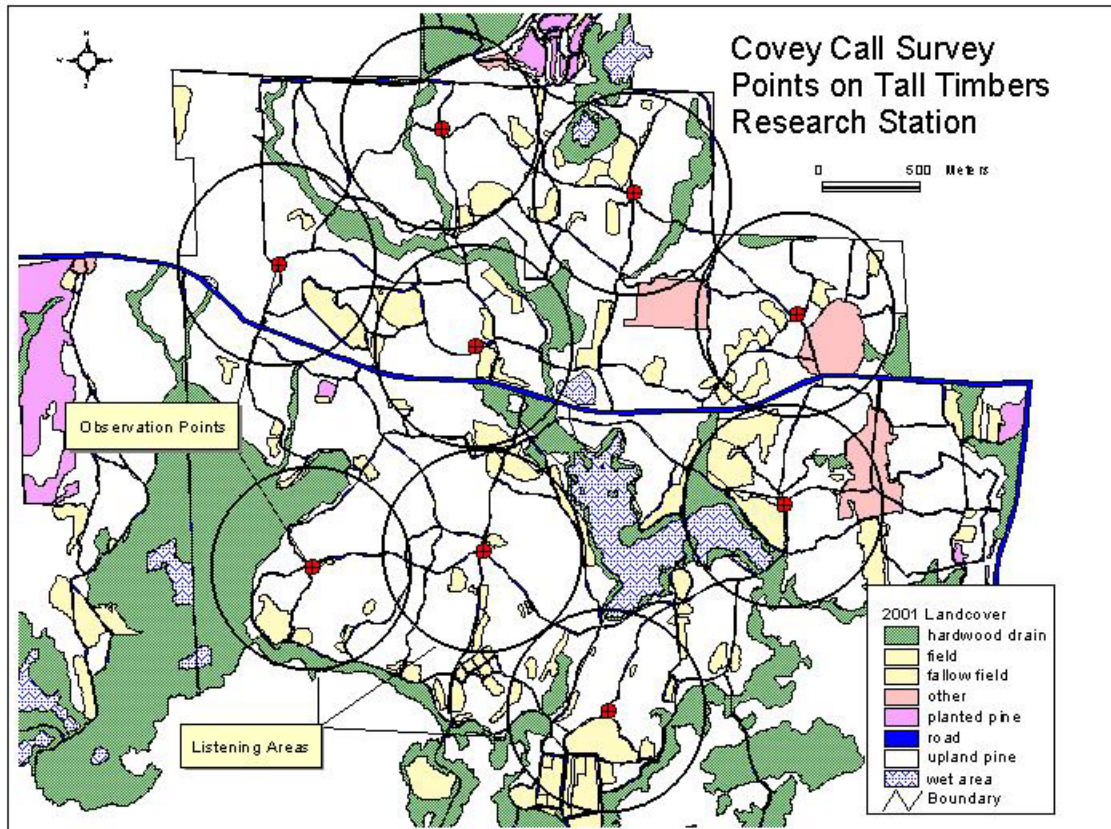 Covey Call Survey
Points on Tall Timbers
Research Station
0 500 Meters
Observation Points
Listening Areas
2001 Landcover
hardwood drain
field
fallow field
other
planted pine
road
upland pine
wet area
Boundary